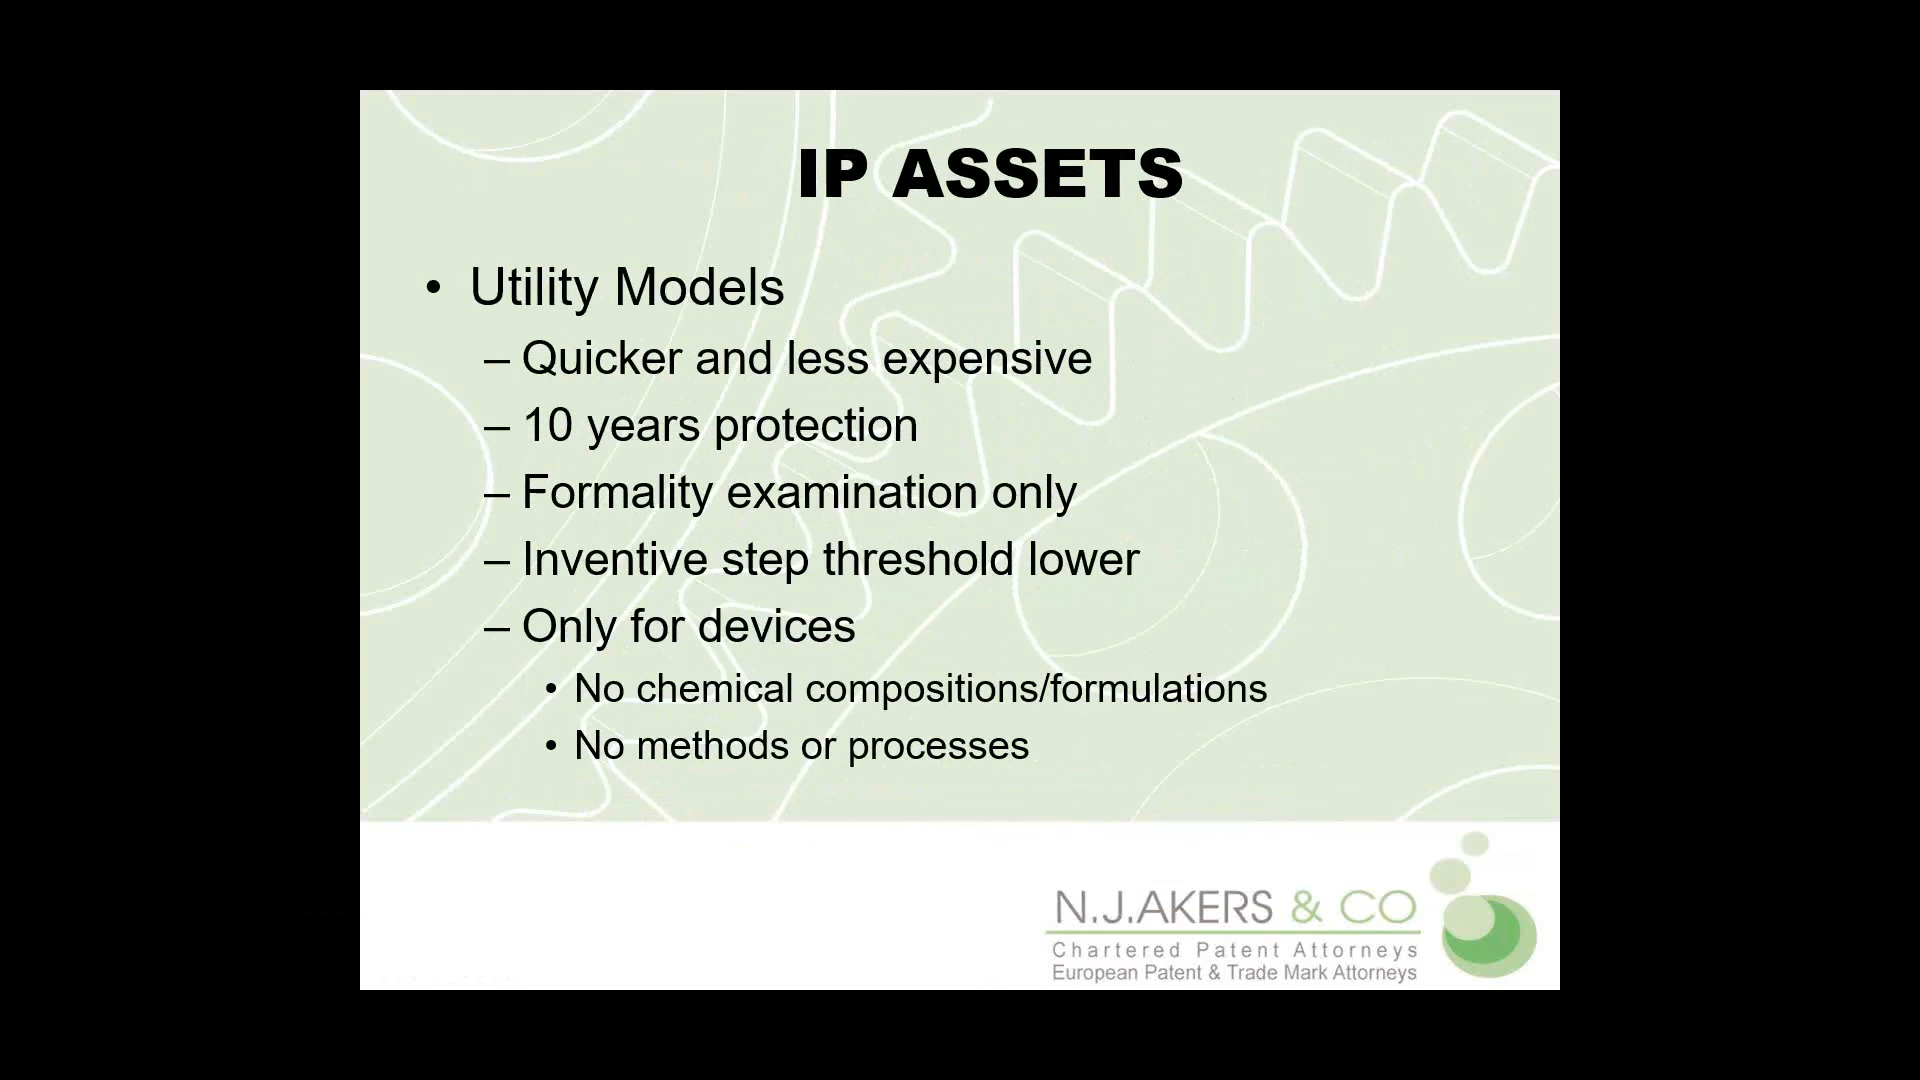 IP ASSETS
• Utility Models
– Quicker and less expensive
– 10 years protection
– Formality examination only
– Inventive step threshold lower
– Only for devices
• No chemical compositions/formulations
• No methods or processes
N.J.AKERS & CO
Chartered Patent Attorneys
European Patent & Trade Mark Attorneys